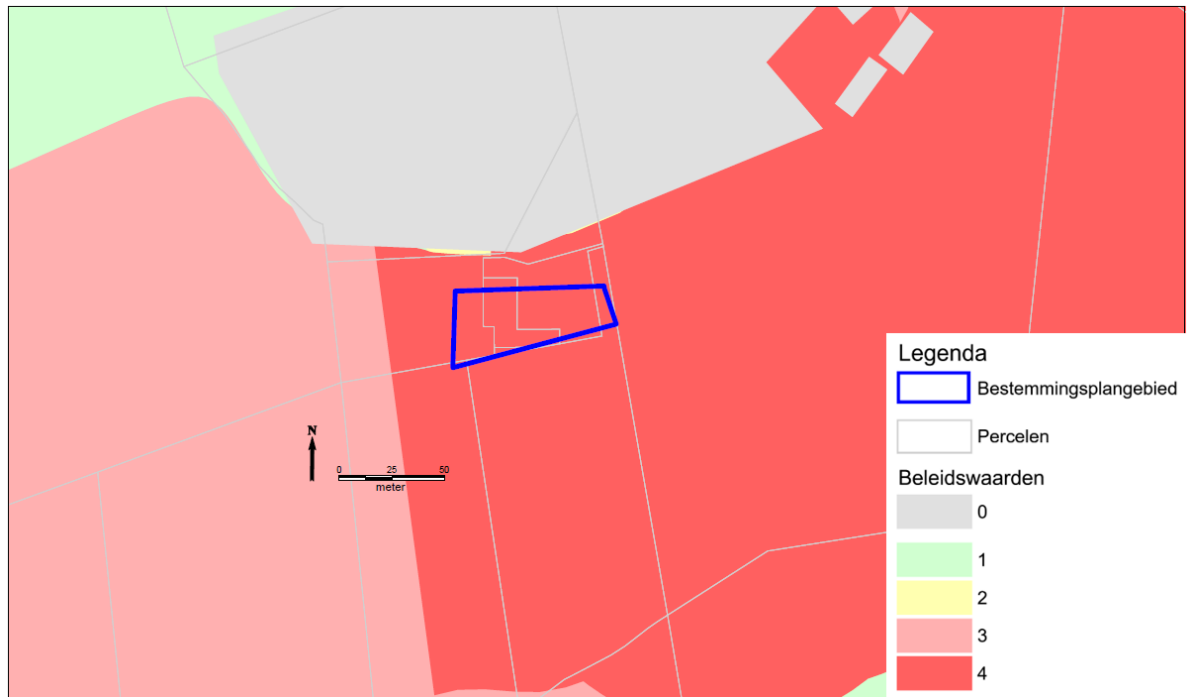 N
0 25 50
meter
Legenda
Bestemmingsplangebied
Percelen
Beleidswaarden
0
1
2
3
4